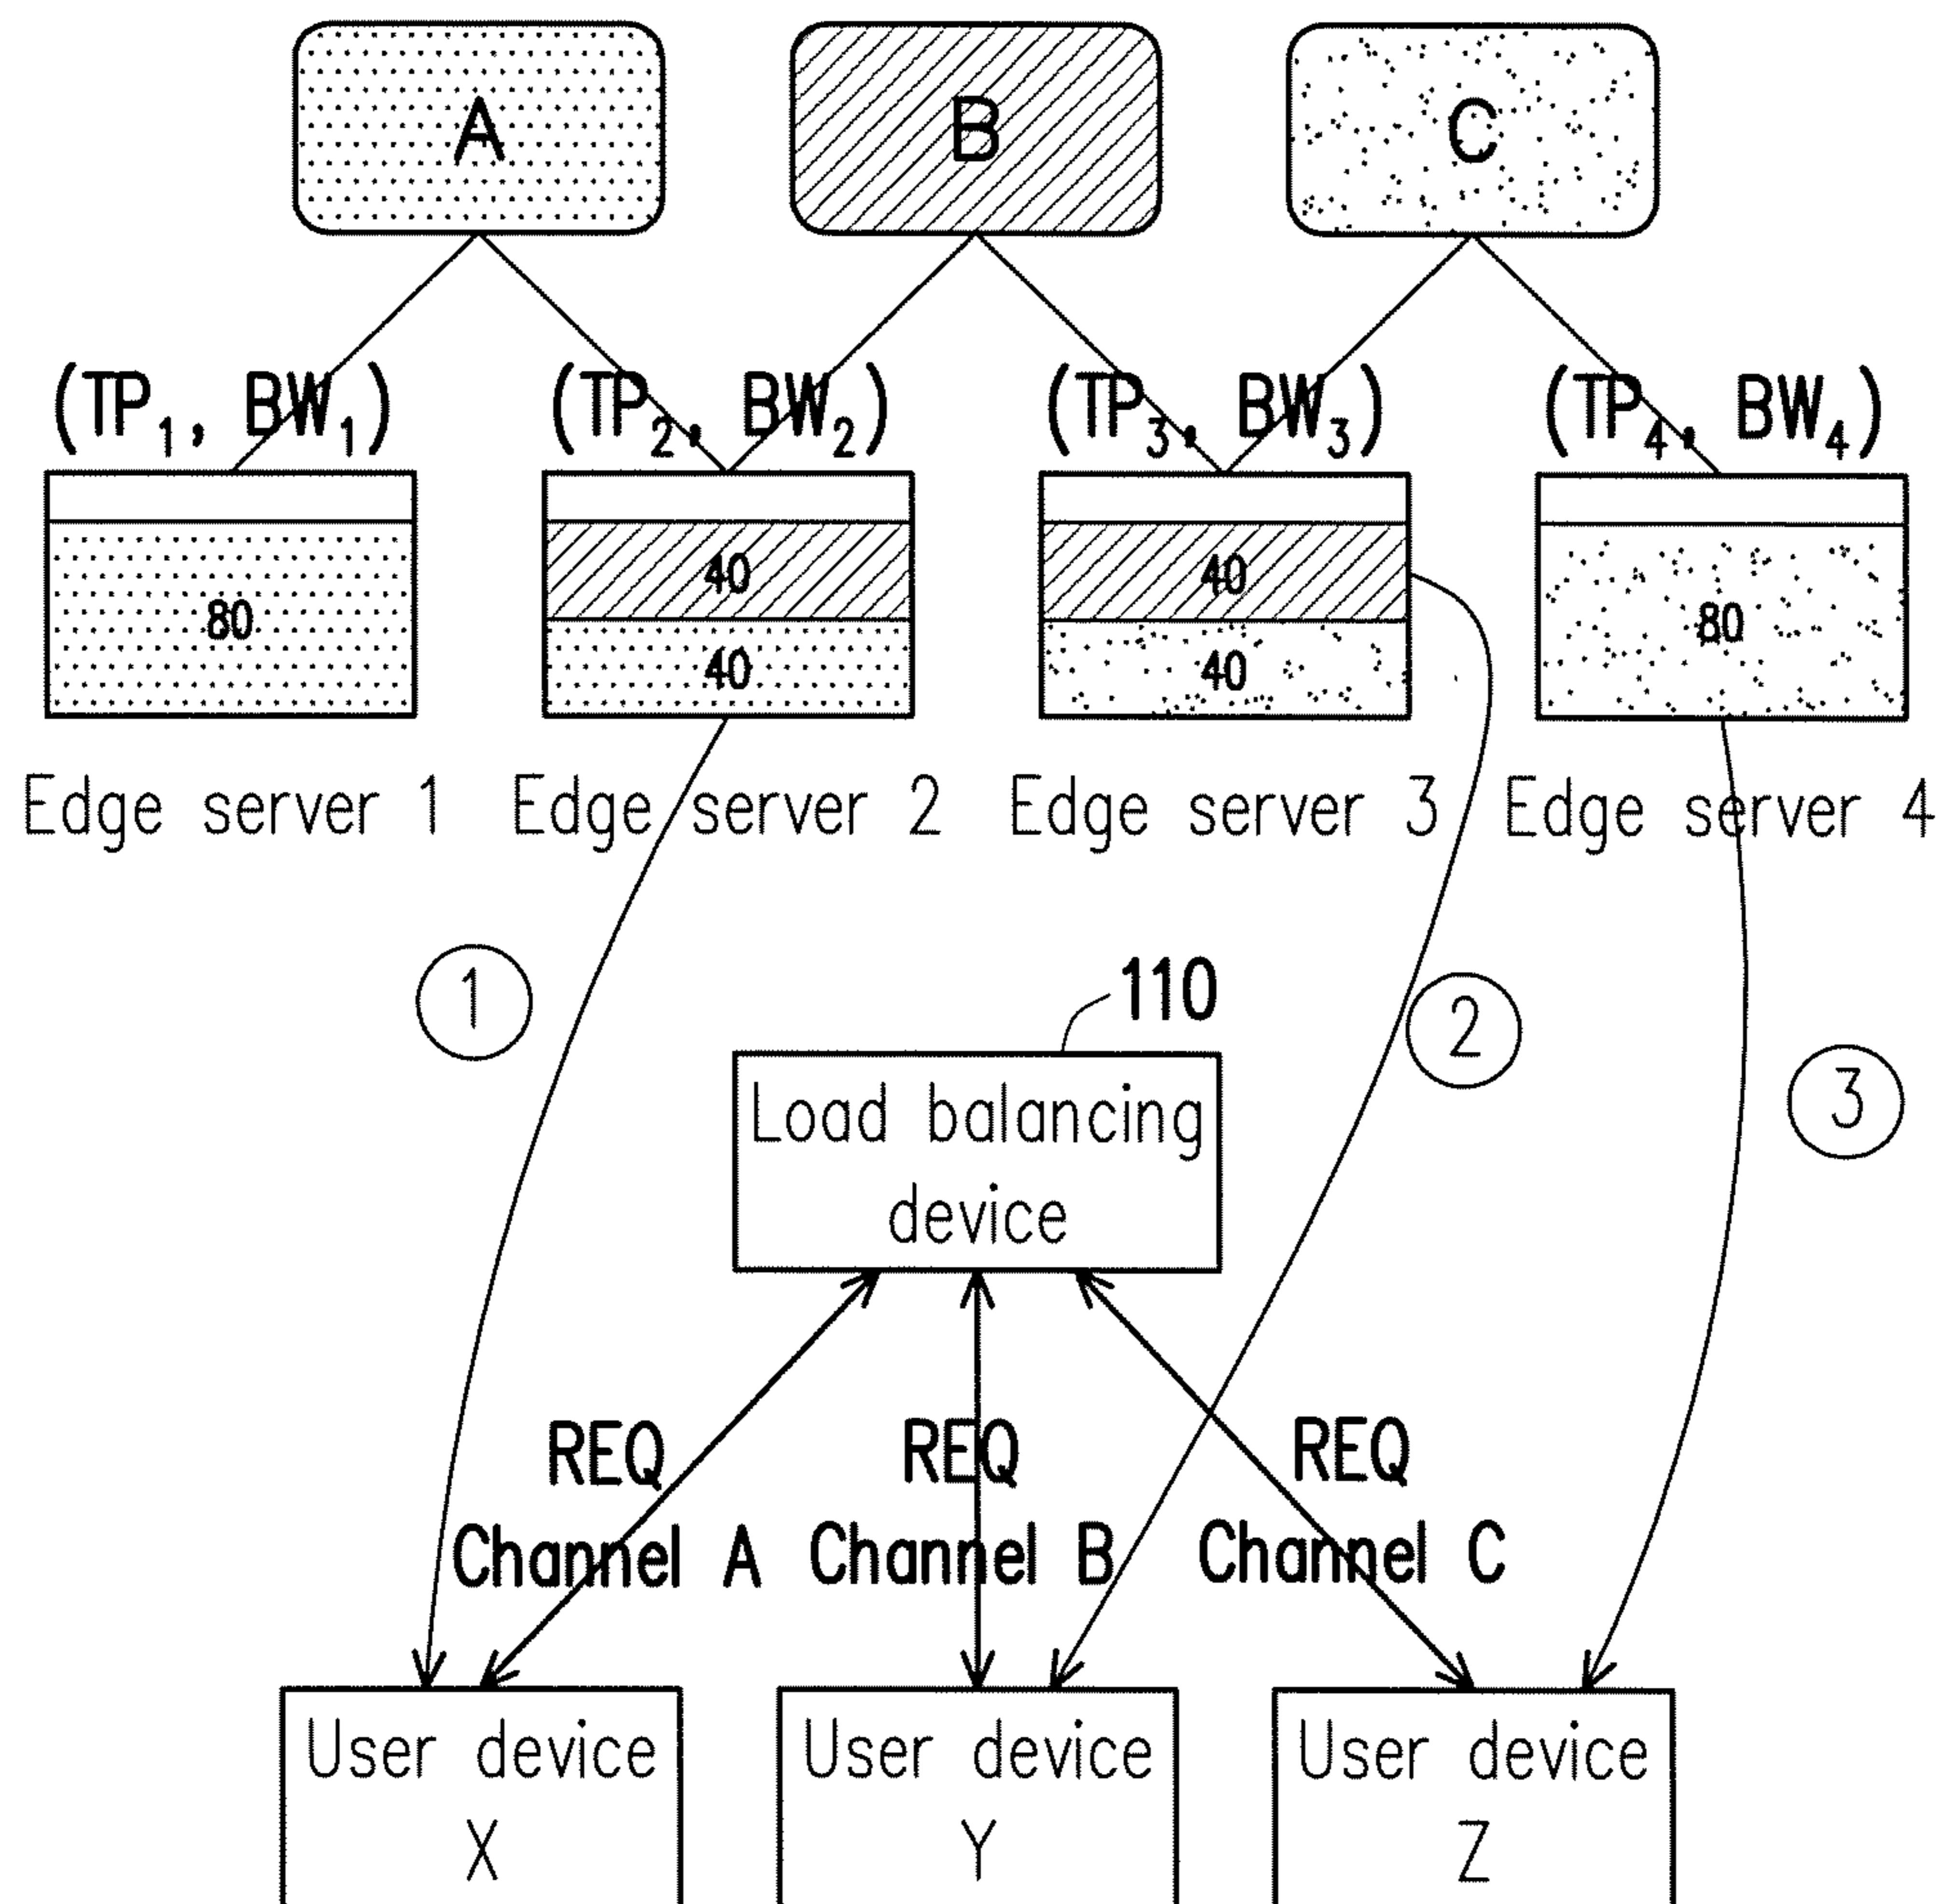 A B C
(TP₁, BW₁) (TP₂, BW₂) (TP₃, BW₃) (TP₄, BW₄)
40 40
80 80
40 40
Edge server 1 Edge server 2 Edge server 3 Edge server 4
1 110 2
Load balancing
device
3
REQ REQ REQ
Channel A Channel B Channel C
User device User device User device
X Y Z